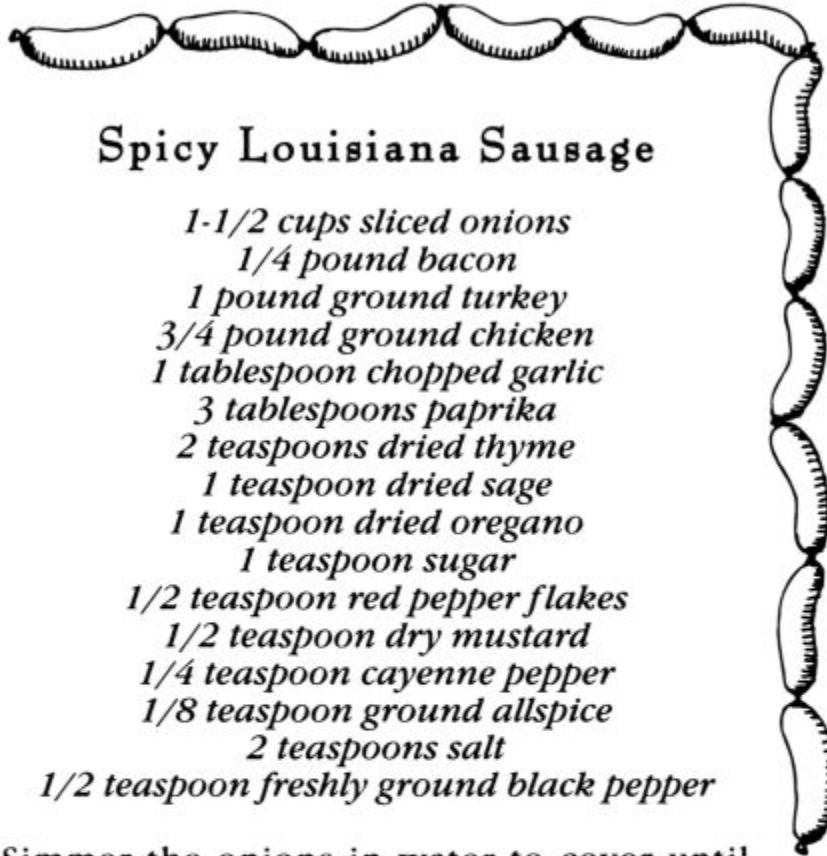 Spicy Louisiana Sausage
1-1/2 cups sliced onions
1/4 pound bacon
1 pound ground turkey
3/4 pound ground chicken
1 tablespoon chopped garlic
3 tablespoons paprika
2 teaspoons dried thyme
1 teaspoon dried sage
1 teaspoon dried oregano
1 teaspoon sugar
1/2 teaspoon red pepper flakes
1/2 teaspoon dry mustard
1/4 teaspoon cayenne pepper
1/8 teaspoon ground allspice
2 teaspoons salt
1/2 teaspoon freshly ground black pepper
Simmer the onions in water to cover until